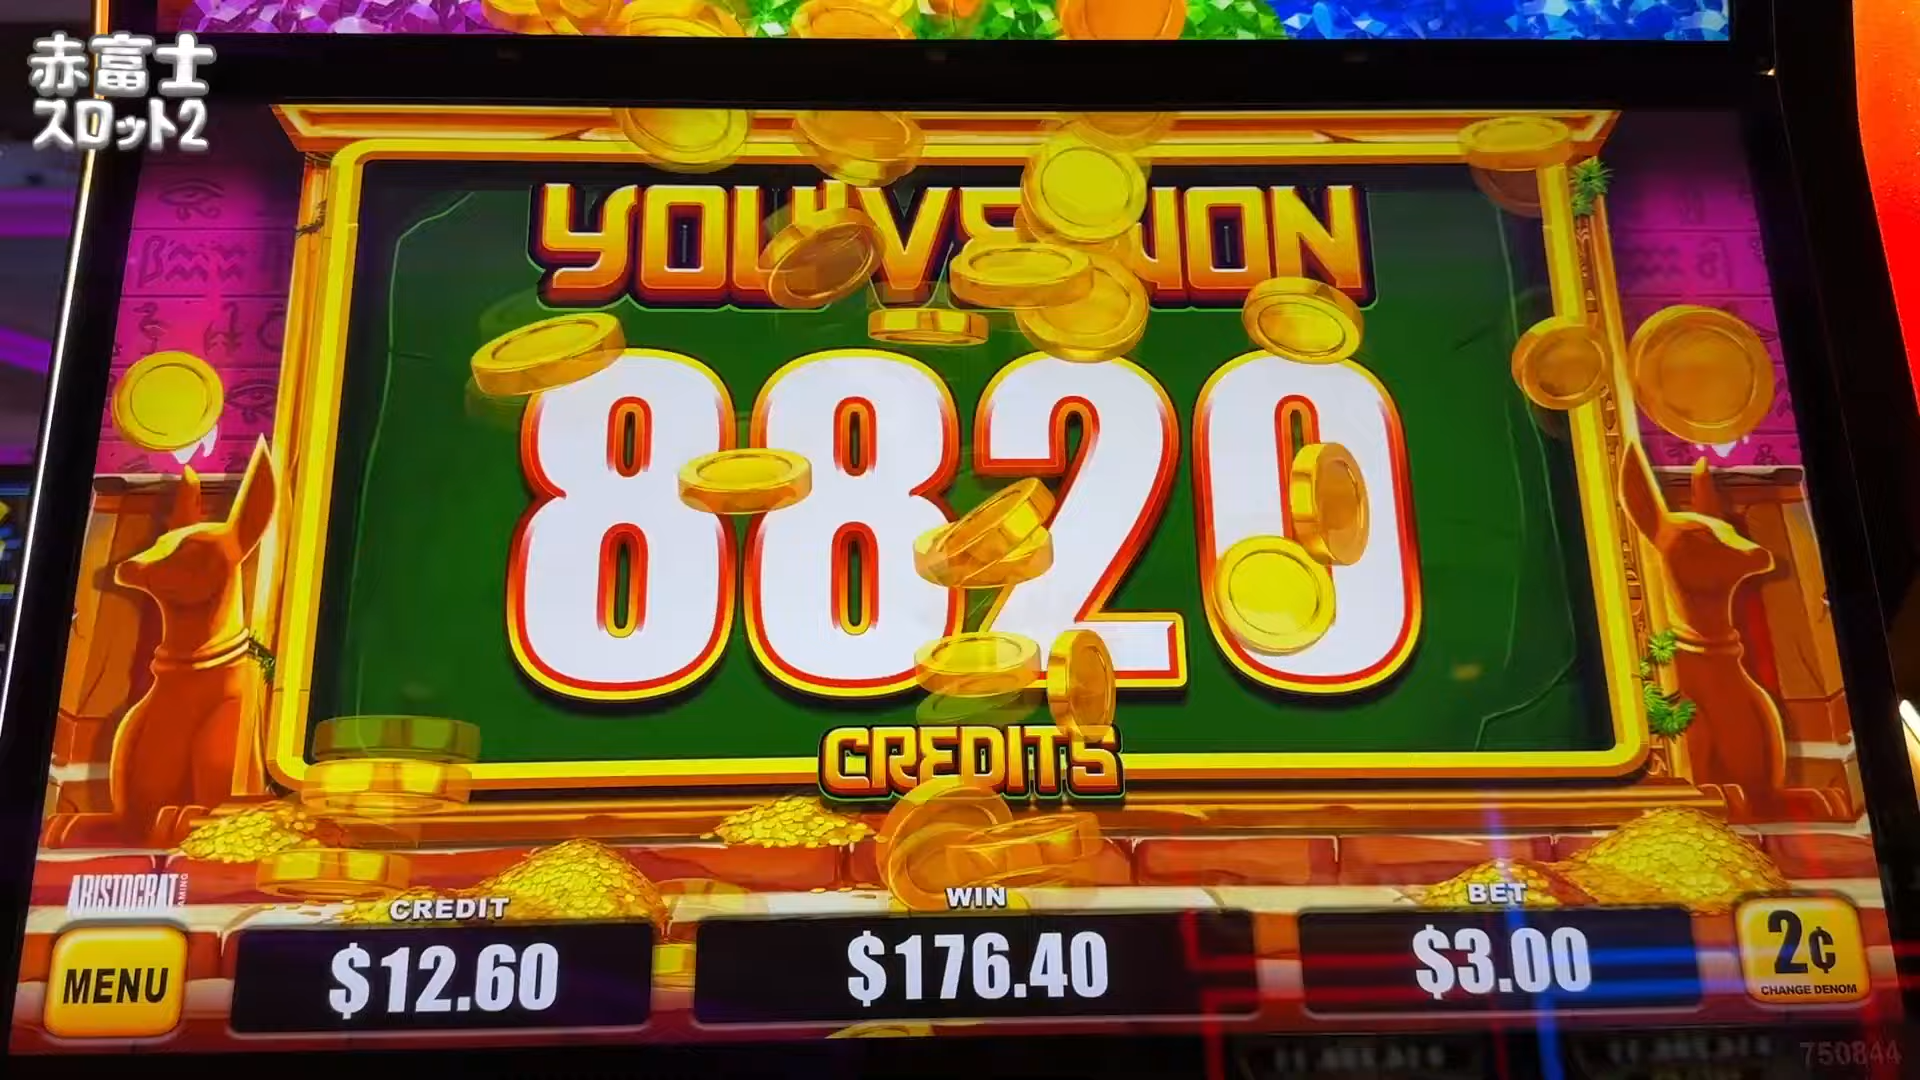 赤富士
スロット2
YOU'VE WON
8820
CREDITS
ARISTOCRAT
GAMING
CREDIT
WIN
BET
MENU
$12.60
$176.40
$3.00
2¢
CHANGE DENOM
750844